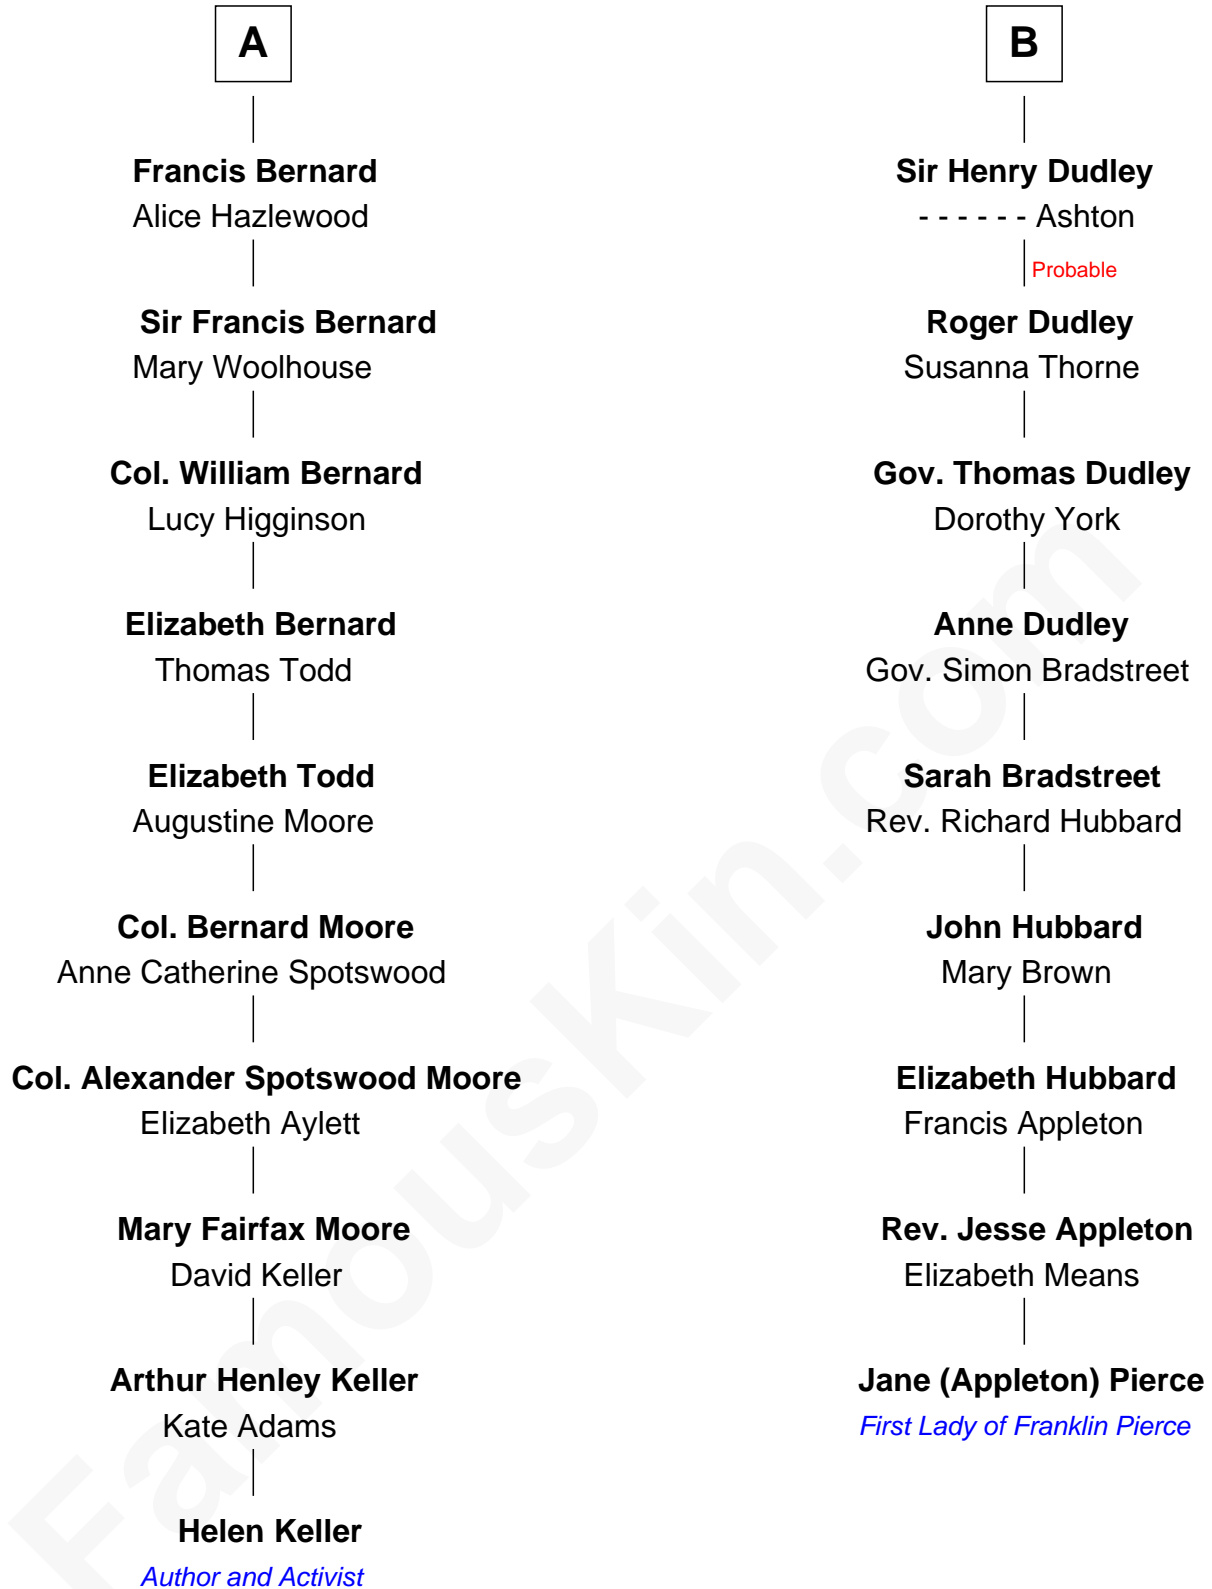 A
Francis Bernard
Alice Hazlewood
Sir Francis Bernard
Mary Woolhouse
Col. William Bernard
Lucy Higginson
Elizabeth Bernard
Thomas Todd
Elizabeth Todd
Augustine Moore
Col. Bernard Moore
Anne Catherine Spotswood
Col. Alexander Spotswood Moore
Elizabeth Aylett
Mary Fairfax Moore
David Keller
Arthur Henley Keller
Kate Adams
Helen Keller
Author and Activist
B
Sir Henry Dudley
- - - - - - Ashton
Probable
Roger Dudley
Susanna Thorne
Gov. Thomas Dudley
Dorothy York
Anne Dudley
Gov. Simon Bradstreet
Sarah Bradstreet
Rev. Richard Hubbard
John Hubbard
Mary Brown
Elizabeth Hubbard
Francis Appleton
Rev. Jesse Appleton
Elizabeth Means
Jane (Appleton) Pierce
First Lady of Franklin Pierce
FamousKin.com